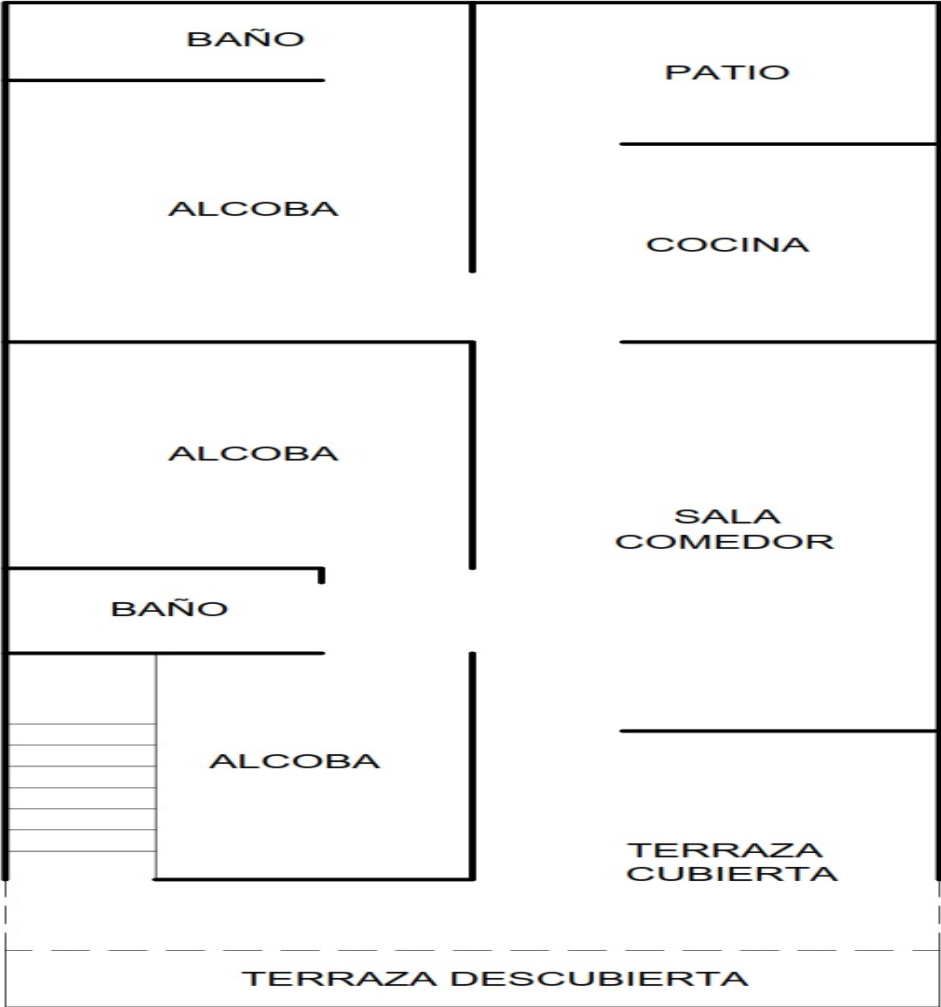 BAÑO
PATIO
ALCOBA
COCINA
ALCOBA
SALA
COMEDOR
BAÑO
ALCOBA
TERRAZA
CUBIERTA
TERRAZA DESCUBIERTA